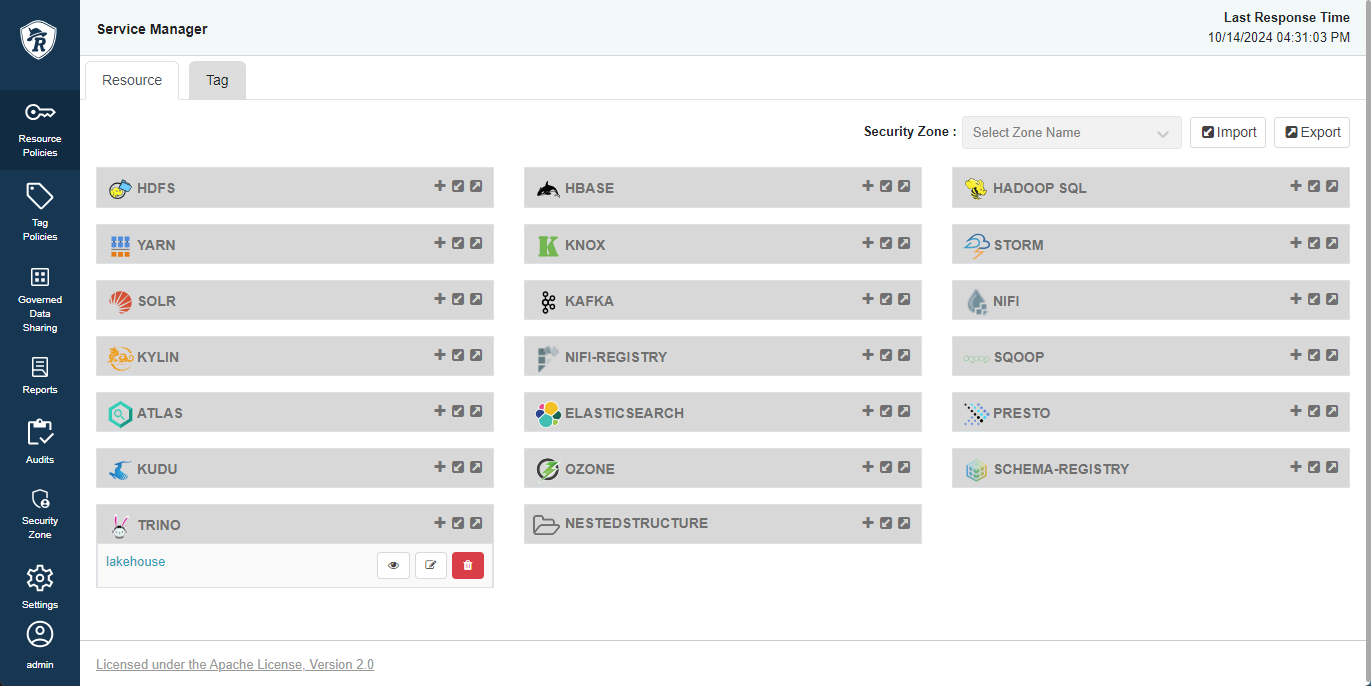 Service Manager
Last Response Time
10/14/2024 04:31:03 PM
Resource
Tag
Resource
Policies
Tag
Policies
Governed
Data
Sharing
Reports
Audits
Security
Zone
Settings
admin
Security Zone :
Select Zone Name
Import
Export
HDFS
HBASE
HADOOP SQL
YARN
KNOX
STORM
SOLR
KAFKA
NIFI
KYLIN
NIFI-REGISTRY
SQOOP
ATLAS
ELASTICSEARCH
PRESTO
KUDU
OZONE
SCHEMA-REGISTRY
TRINO
NESTEDSTRUCTURE
lakehouse
Licensed under the Apache License, Version 2.0